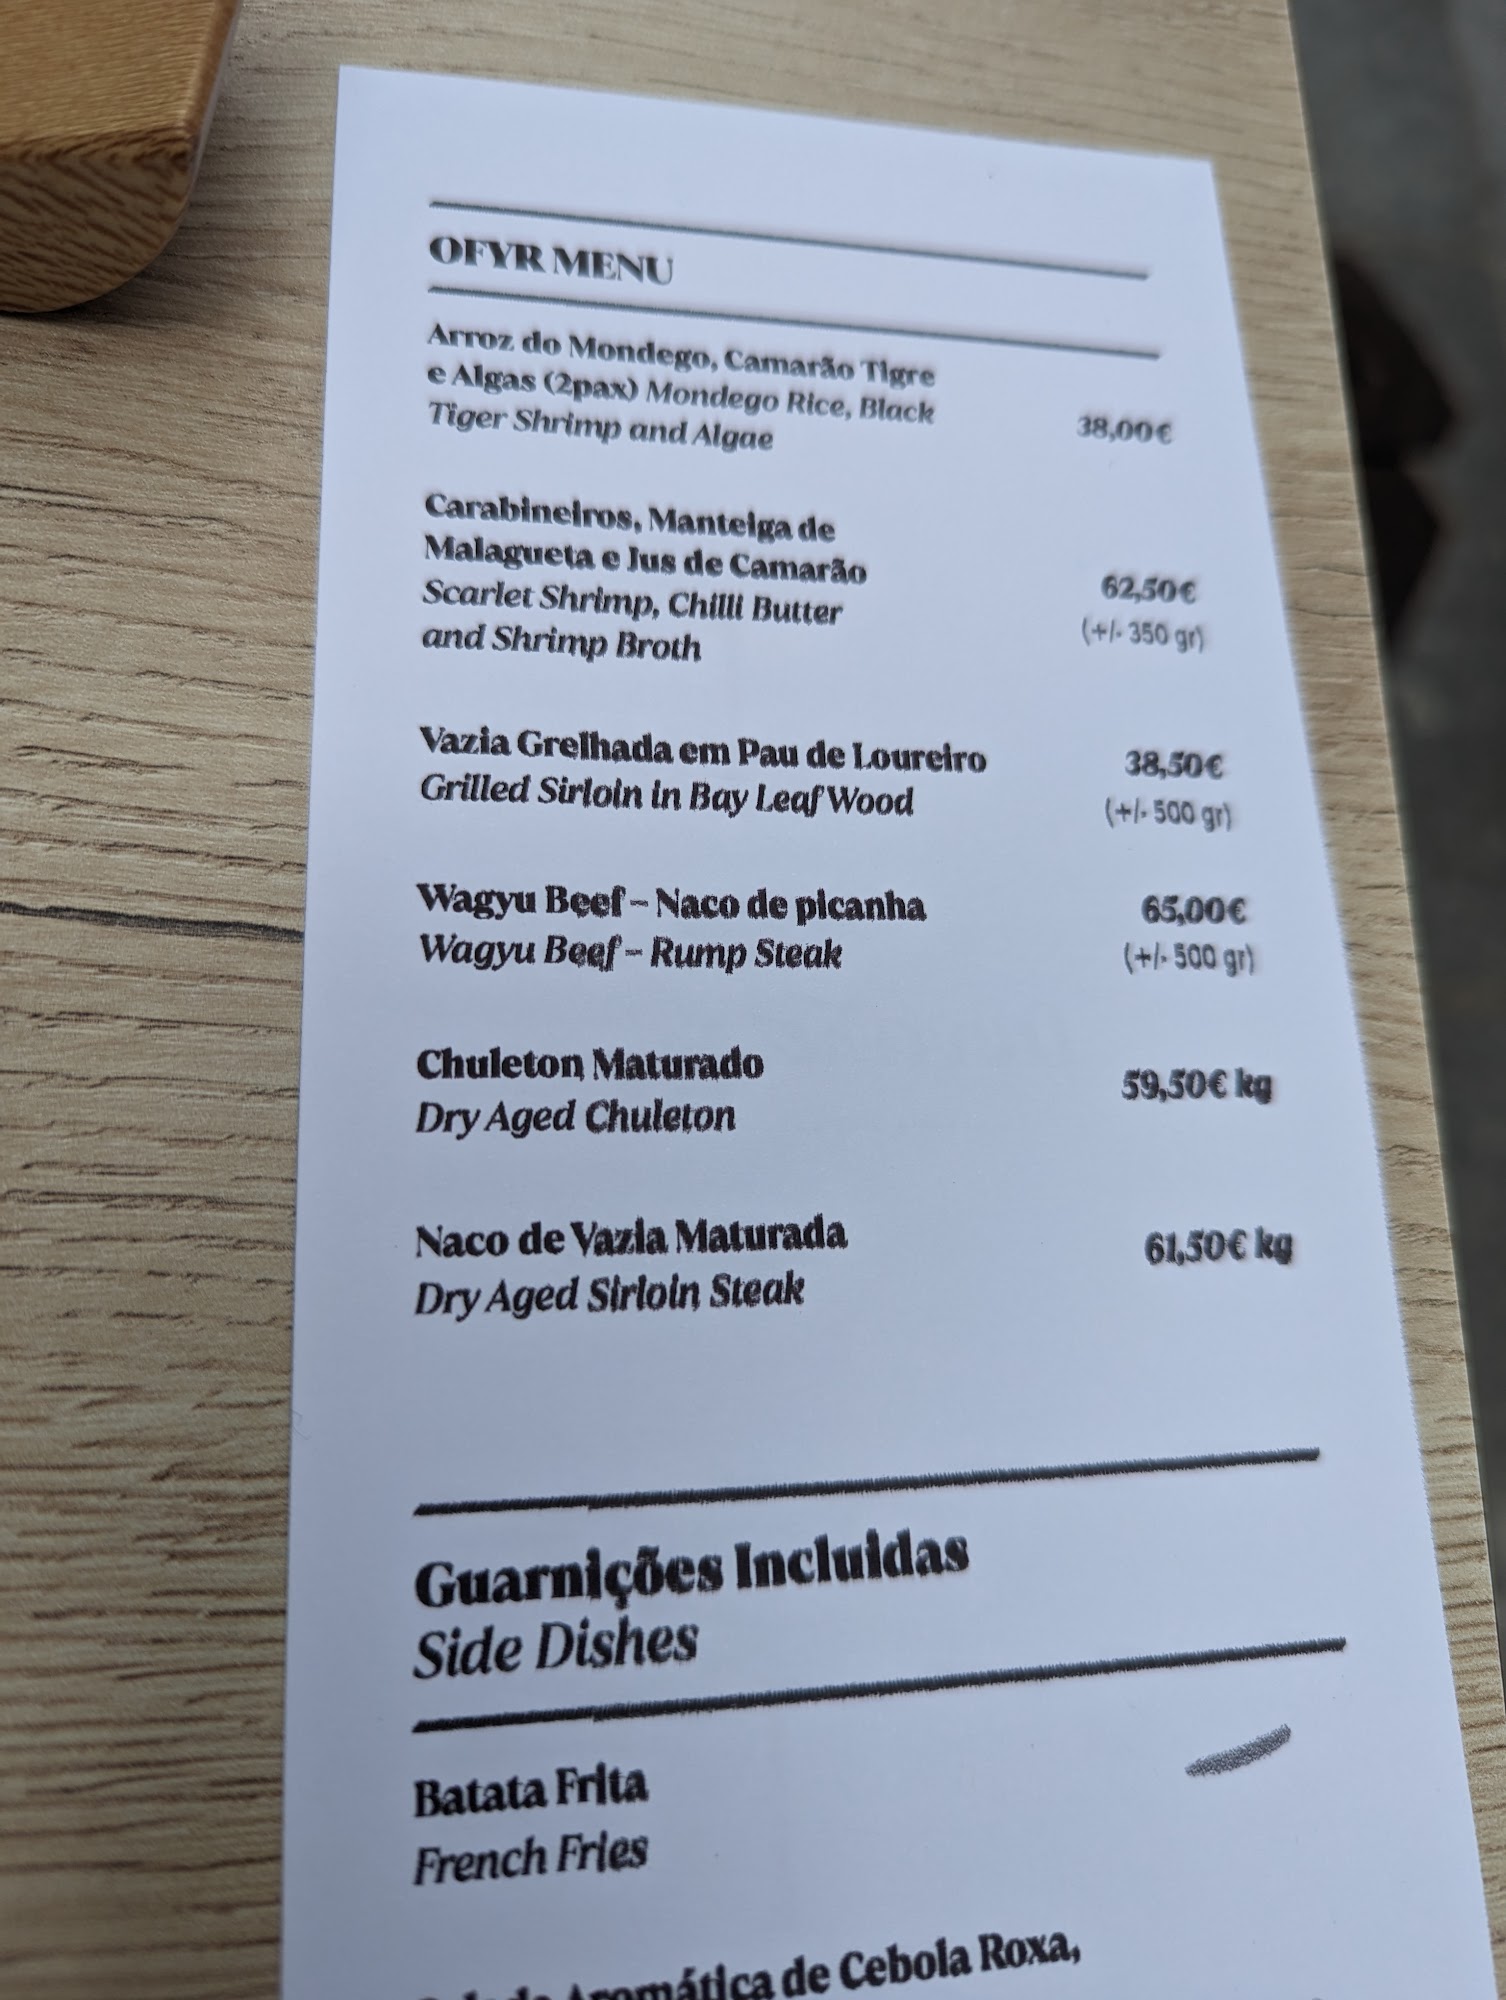 OFYR MENU
Arroz do Mondego, Camarão Tigre
e Algas (2pax) Mondego Rice, Black
Tiger Shrimp and Algae
38,00€
Carabineiros, Manteiga de
Malagueta e Jus de Camarão
Scarlet Shrimp, Chilli Butter
and Shrimp Broth
62,50€
(+/- 350 gr)
Vazia Grelhada em Pau de Loureiro
Grilled Sirloin in Bay Leaf Wood
38,50€
(+/- 500 gr)
Wagyu Beef – Naco de picanha
Wagyu Beef – Rump Steak
65,00€
(+/- 500 gr)
Chuleton Maturado
Dry Aged Chuleton
59,50€ kg
Naco de Vazia Maturada
Dry Aged Sirloin Steak
61,50€ kg
Guarnições Incluidas
Side Dishes
Batata Frita
French Fries
Aromática de Cebola Roxa,